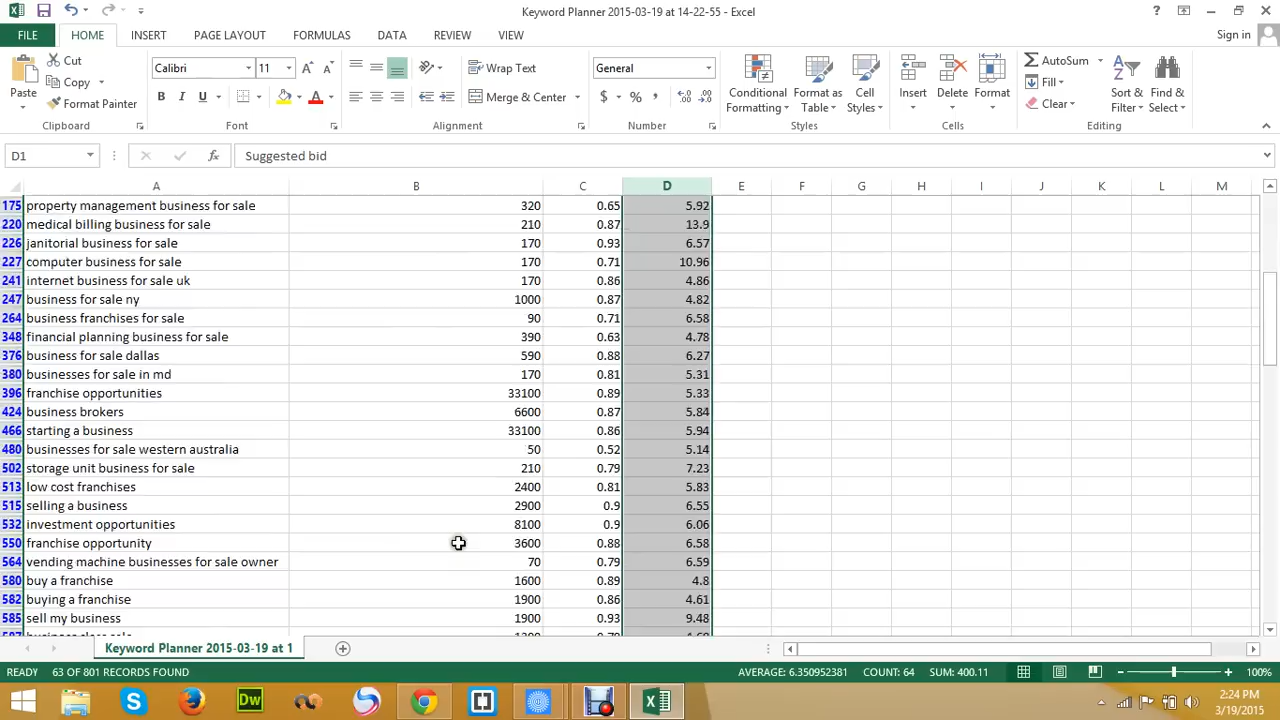 Keyword Planner 2015-03-19 at 14-22-55 - Excel
FILE HOME INSERT PAGE LAYOUT FORMULAS DATA REVIEW VIEW Sign in
Cut
Copy
Format Painter
Paste
Calibri 11
B I U
Wrap Text
Merge & Center
General
$ % ,
Conditional Formatting
Format as Table
Cell Styles
Insert
Delete
Format
AutoSum
Fill
Clear
Sort & Filter
Find & Select
Clipboard Font Alignment Number Styles Cells Editing
D1 fx Suggested bid
A B C D E F G H I J K L M
175 property management business for sale 320 0.65 5.92
220 medical billing business for sale 210 0.87 13.9
226 janitorial business for sale 170 0.93 6.57
227 computer business for sale 170 0.71 10.96
241 internet business for sale uk 170 0.86 4.86
247 business for sale ny 1000 0.87 4.82
264 business franchises for sale 90 0.71 6.58
348 financial planning business for sale 390 0.63 4.78
376 business for sale dallas 590 0.88 6.27
380 businesses for sale in md 170 0.81 5.31
396 franchise opportunities 33100 0.89 5.33
424 business brokers 6600 0.87 5.84
466 starting a business 33100 0.86 5.94
480 businesses for sale western australia 50 0.52 5.14
502 storage unit business for sale 210 0.79 7.23
513 low cost franchises 2400 0.81 5.83
515 selling a business 2900 0.9 6.55
532 investment opportunities 8100 0.9 6.06
550 franchise opportunity 3600 0.88 6.58
564 vending machine businesses for sale owner 70 0.79 6.59
580 buy a franchise 1600 0.89 4.8
582 buying a franchise 1900 0.86 4.61
585 sell my business 1900 0.93 9.48
Keyword Planner 2015-03-19 at 1
READY 63 OF 801 RECORDS FOUND AVERAGE: 6.350952381 COUNT: 64 SUM: 400.11 100%
Dw
2:24 PM
3/19/2015